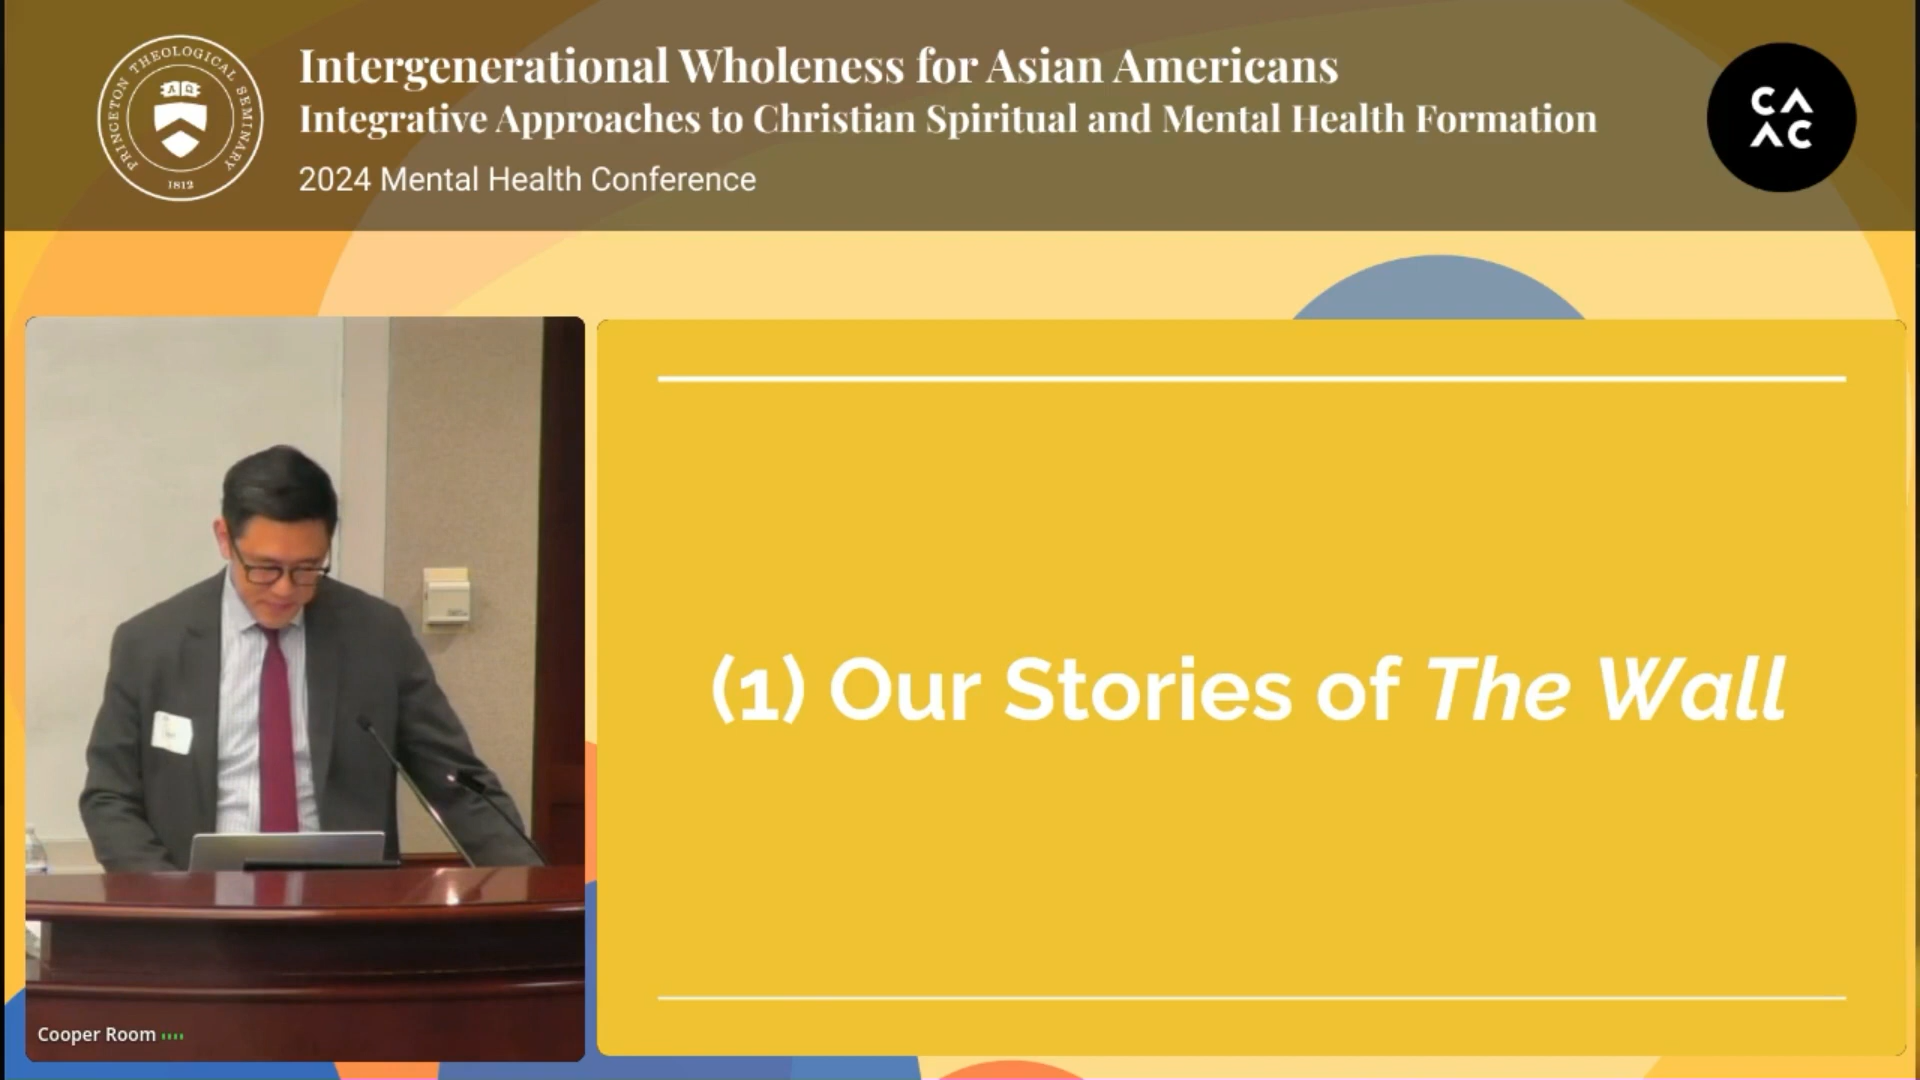 PRINCETON THEOLOGICAL SEMINARY
1812
Intergenerational Wholeness for Asian Americans
Integrative Approaches to Christian Spiritual and Mental Health Formation
2024 Mental Health Conference
CA
AC
(1) Our Stories of The Wall
Cooper Room